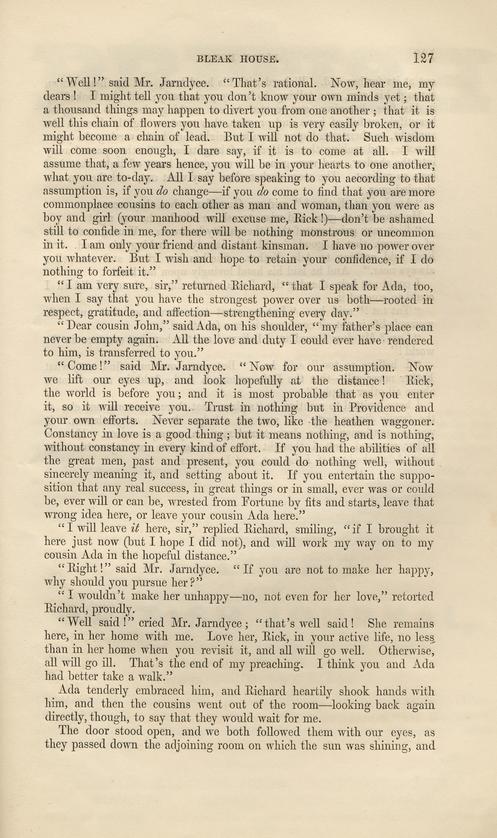 BLEAK HOUSE. 127
“Well!” said Mr. Jarndyce. “That's rational. Now, hear me, my
dears! I might tell you that you don't know your own minds yet; that
a thousand things may happen to divert you from one another; that it is
well this chain of flowers you have taken up is very easily broken, or it
might become a chain of lead. But I will not do that. Such wisdom
will come soon enough, I dare say, if it is to come at all. I will
assume that, a few years hence, you will be in your hearts to one another,
what you are to-day. All I say before speaking to you according to that
assumption is, if you do change—if you do come to find that you are more
commonplace cousins to each other as man and woman, than you were as
boy and girl (your manhood will excuse me, Rick!)—don't be ashamed
still to confide in me, for there will be nothing monstrous or uncommon
in it. I am only your friend and distant kinsman. I have no power over
you whatever. But I wish and hope to retain your confidence, if I do
nothing to forfeit it.”
“I am very sure, sir,” returned Richard, “that I speak for Ada, too,
when I say that you have the strongest power over us both—rooted in
respect, gratitude, and affection—strengthening every day.”
“Dear cousin John,” said Ada, on his shoulder, “my father's place can
never be empty again. All the love and duty I could ever have rendered
to him, is transferred to you.”
“Come!” said Mr. Jarndyce. “Now for our assumption. Now
we lift our eyes up, and look hopefully at the distance! Rick,
the world is before you; and it is most probable that as you enter
it, so it will receive you. Trust in nothing but in Providence and
your own efforts. Never separate the two, like the heathen waggoner.
Constancy in love is a good thing; but it means nothing, and is nothing,
without constancy in every kind of effort. If you had the abilities of all
the great men, past and present, you could do nothing well, without
sincerely meaning it, and setting about it. If you entertain the suppo-
sition that any real success, in great things or in small, ever was or could
be, ever will or can be, wrested from Fortune by fits and starts, leave that
wrong idea here, or leave your cousin Ada here.”
“I will leave it here, sir,” replied Richard, smiling, “if I brought it
here just now (but I hope I did not), and will work my way on to my
cousin Ada in the hopeful distance.”
“Right!” said Mr. Jarndyce. “If you are not to make her happy,
why should you pursue her?”
“I wouldn't make her unhappy—no, not even for her love,” retorted
Richard, proudly.
“Well said!” cried Mr. Jarndyce; “that's well said! She remains
here, in her home with me. Love her, Rick, in your active life, no less
than in her home when you revisit it, and all will go well. Otherwise,
all will go ill. That's the end of my preaching. I think you and Ada
had better take a walk.”
Ada tenderly embraced him, and Richard heartily shook hands with
him, and then the cousins went out of the room—looking back again
directly, though, to say that they would wait for me.
The door stood open, and we both followed them with our eyes, as
they passed down the adjoining room on which the sun was shining, and